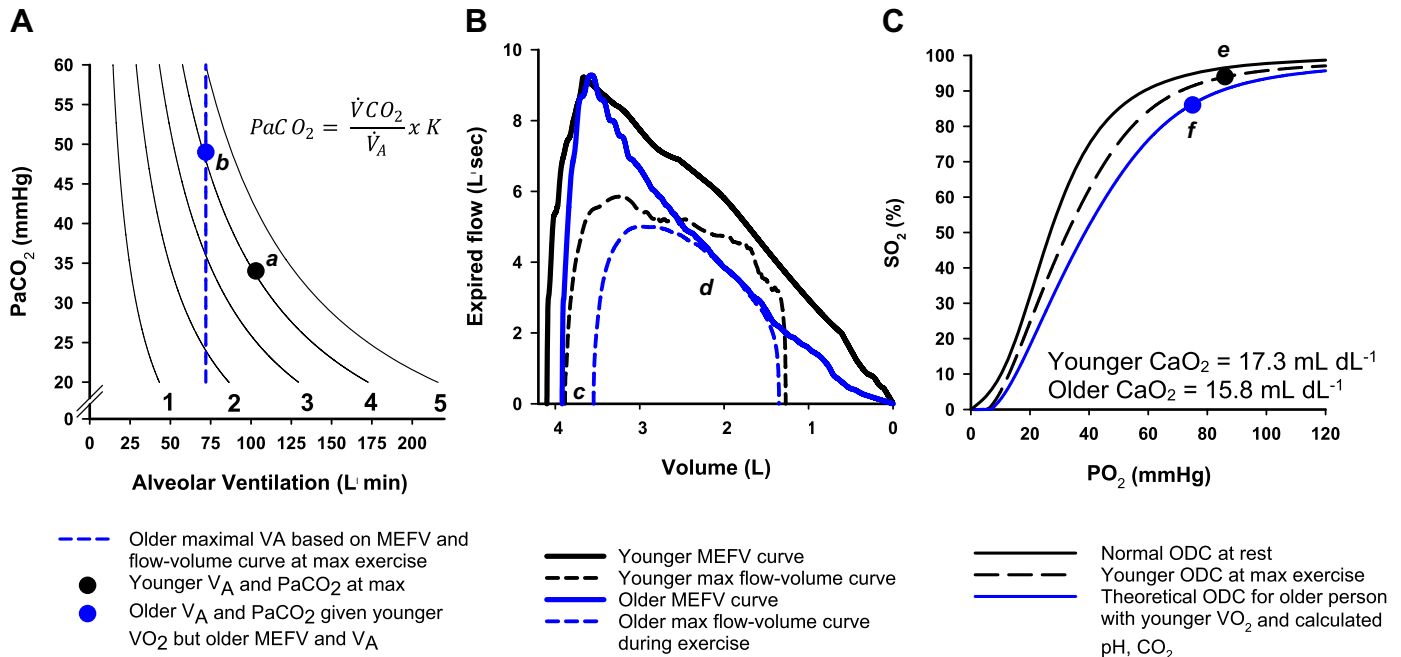 A
60
55
50
45
40
35
30
25
20
0
PaCO2 (mmHg)
PaCO2 = V̇CO2 / V̇A x K
b
a
1 2 3 4 5
0 25 50 75 100 125 150 175 200
Alveolar Ventilation (L min)
Older maximal VA based on MEFV and
flow-volume curve at max exercise
Younger VA and PaCO2 at max
Older VA and PaCO2 given younger
VO2 but older MEFV and VA
B
10
8
6
4
2
0
Expired flow (L sec)
c
d
4 3 2 1 0
Volume (L)
Younger MEFV curve
Younger max flow-volume curve
Older MEFV curve
Older max flow-volume curve
during exercise
C
100
90
80
70
60
50
40
30
20
10
0
SO2 (%)
e
f
Younger CaO2 = 17.3 mL dL-1
Older CaO2 = 15.8 mL dL-1
0 20 40 60 80 100 120
PO2 (mmHg)
Normal ODC at rest
Younger ODC at max exercise
Theoretical ODC for older person
with younger VO2 and calculated
pH, CO2